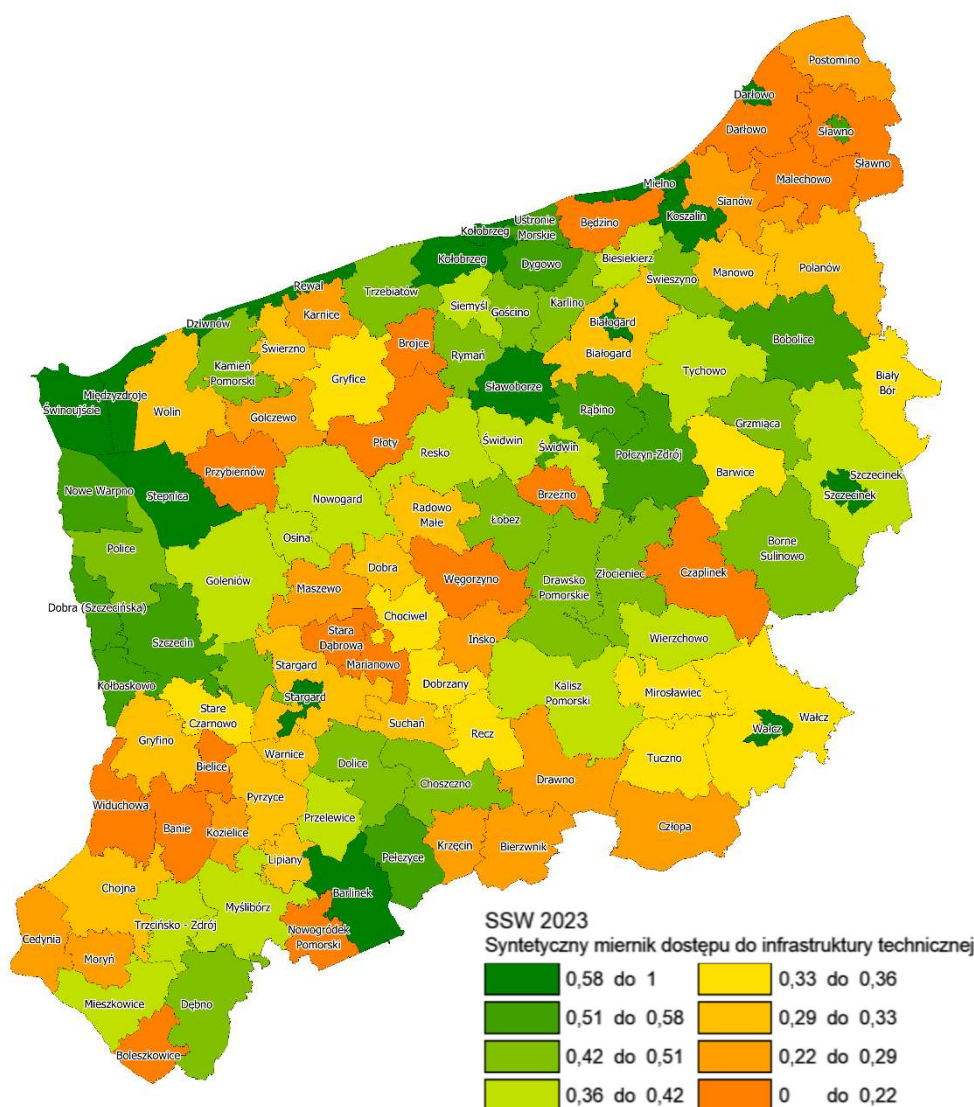 Postomino
Darłowo
Darłowo
Sławno
Sławno
Malechowo
Mielno
Sianów
Koszalin
Ustronie
Morskie
Będzino
Kołobrzeg
Kołobrzeg
Dygowo
Biesiekierz
Świeszyno
Manowo
Polanów
Rewal
Trzebiatów
Siemyśl
Gościno
Karlino
Karnice
Dziwnów
Białogard
Białogard
Bobolice
Świerzno
Brojce
Rymań
Kamień
Pomorski
Gryfice
Tychowo
Biały
Bór
Międzyzdroje
Świnoujście
Wolin
Sławoborze
Golczewo
Rąbino
Grzmiąca
Płoty
Resko
Świdwin
Świdwin
Połczyn-Zdrój
Barwice
Przybiernów
Szczecinek
Szczecinek
Nowe Warpno
Stepnica
Nowogard
Brzeżno
Radowo
Małe
Łobez
Osina
Police
Borne
Sulinowo
Goleniów
Dobra
Węgorzyno
Drawsko
Pomorskie
Złocieniec
Czaplinek
Maszewo
Dobra (Szczecińska)
Chociwel
Szczecin
Stara
Dąbrowa
Ińsko
Wierzchowo
Stargard
Marianowo
Kołbaskowo
Stargard
Dobrzany
Kalisz
Pomorski
Mirosławiec
Stare
Czarnowo
Suchań
Wałcz
Wałcz
Gryfino
Recz
Warnice
Tuczno
Bielice
Dolice
Choszczno
Drawno
Widuchowa
Pyrzyce
Banie
Kozielice
Przelewice
Człopa
Krzęcin
Bierzwnik
Lipiany
Pełczyce
Chojna
Barlinek
Myślibórz
Trzcińsko - Zdrój
Nowogródek
Pomorski
Cedynia
Moryń
Mieszkowice
Dębno
Boleszkowice
SSW 2023
Syntetyczny miernik dostępu do infrastruktury technicznej
0,58 do 1 0,33 do 0,36
0,51 do 0,58 0,29 do 0,33
0,42 do 0,51 0,22 do 0,29
0,36 do 0,42 0 do 0,22